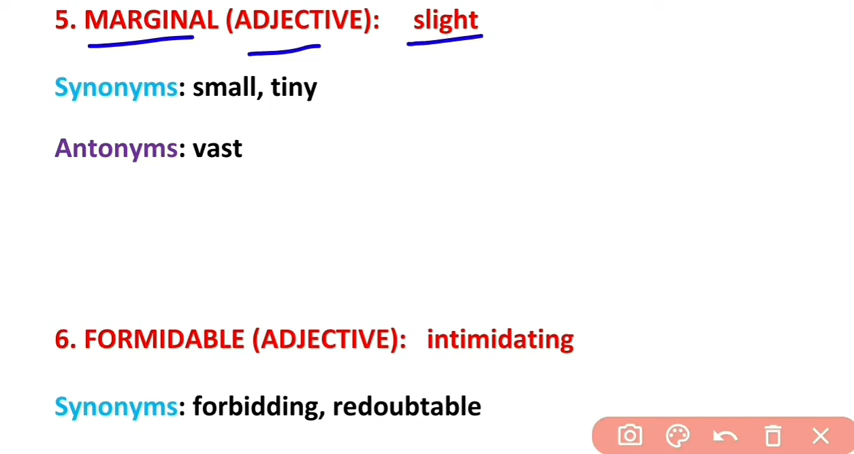 5. MARGINAL (ADJECTIVE): slight
Synonyms: small, tiny
Antonyms: vast
6. FORMIDABLE (ADJECTIVE): intimidating
Synonyms: forbidding, redoubtable